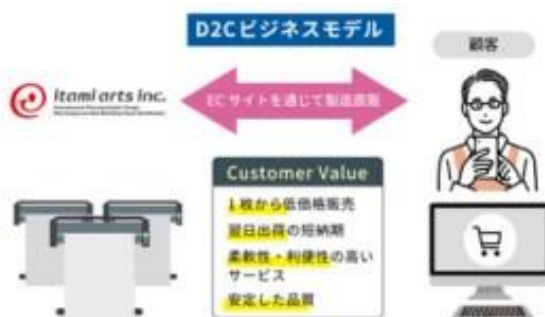 D2Cビジネスモデル
顧客
itami arts inc.
ECサイトを通じて製造直販
Customer Value
1枚から低価格販売
翌日出荷の短納期
柔軟性・利便性の高い
サービス
安定した品質